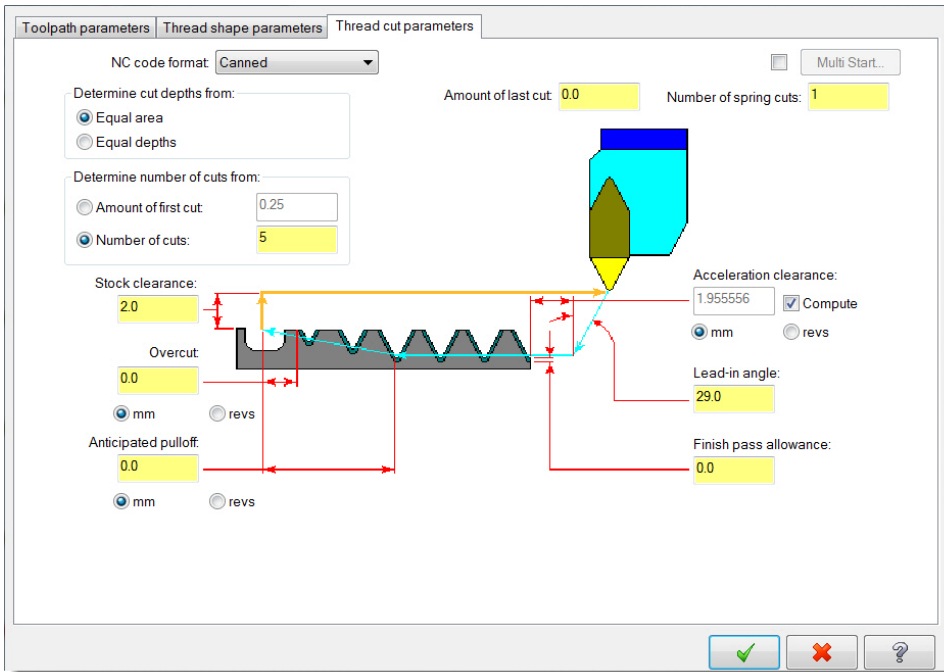 Toolpath parameters Thread shape parameters Thread cut parameters
NC code format: Canned Multi Start...
Determine cut depths from:
Equal area
Equal depths
Amount of last cut: 0.0 Number of spring cuts: 1
Determine number of cuts from:
Amount of first cut: 0.25
Number of cuts: 5
Stock clearance:
2.0
Overcut:
0.0
mm revs
Anticipated pulloff:
0.0
mm revs
Acceleration clearance:
1.955556 Compute
mm revs
Lead-in angle:
29.0
Finish pass allowance:
0.0
?